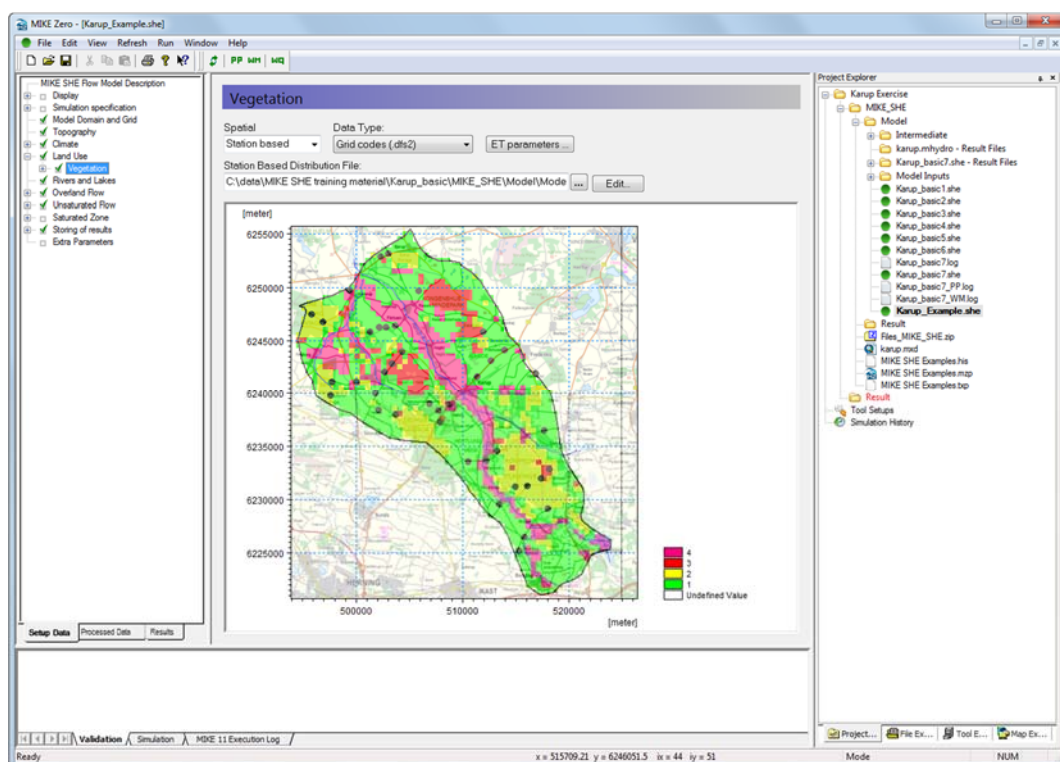 MIKE Zero - [Karup_Example.she]
File Edit View Refresh Run Window Help
PP WM WQ
MIKE SHE Flow Model Description
Display
Simulation specification
Model Domain and Grid
Topography
Climate
Land Use
Vegetation
Rivers and Lakes
Overland Flow
Unsaturated Flow
Saturated Zone
Storing of results
Extra Parameters
Setup Data Processed Data Results
Vegetation
Spatial Data Type:
Station based Grid codes (.dfs2) ET parameters ...
Station Based Distribution File:
C:\data\MIKE SHE training material\Karup_basic\MIKE_SHE\Model\Mode ... Edit...
[meter]
6255000
6250000
6245000
6240000
6235000
6230000
6225000
HERNING
IKAST
500000 510000 520000
[meter]
4
3
2
1
Undefined Value
Project Explorer
Karup Exercise
MIKE_SHE
Model
Intermediate
karup.mhydro - Result Files
Karup_basic7.she - Result Files
Model Inputs
Karup_basic1.she
Karup_basic2.she
Karup_basic3.she
Karup_basic4.she
Karup_basic5.she
Karup_basic6.she
Karup_basic7.log
Karup_basic7.she
Karup_basic7_PP.log
Karup_basic7_WM.log
Karup_Example.she
Result
Files_MIKE_SHE.zip
karup.mxd
MIKE SHE Examples.his
MIKE SHE Examples.mzp
MIKE SHE Examples.txp
Result
Tool Setups
Simulation History
Project... File Ex... Tool E... Map Ex...
Validation Simulation MIKE 11 Execution Log
Ready x = 515709.21 y = 6246051.5 ix = 44 iy = 51 Mode NUM